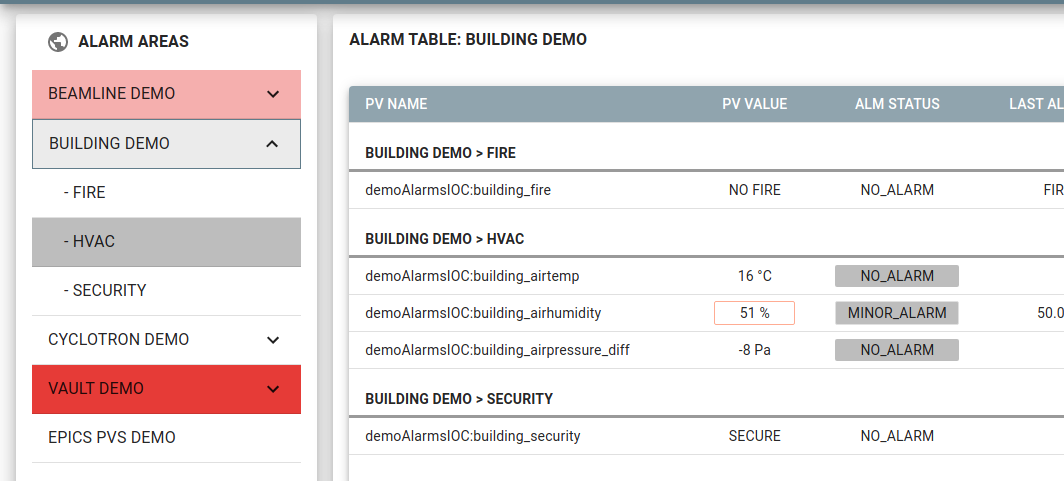 ALARM AREAS
BEAMLINE DEMO
BUILDING DEMO
- FIRE
- HVAC
- SECURITY
CYCLOTRON DEMO
VAULT DEMO
EPICS PVS DEMO
ALARM TABLE: BUILDING DEMO
PV NAME PV VALUE ALM STATUS LAST AL
BUILDING DEMO > FIRE
demoAlarmsIOC:building_fire NO FIRE NO_ALARM FIR
BUILDING DEMO > HVAC
demoAlarmsIOC:building_airtemp 16 °C NO_ALARM
demoAlarmsIOC:building_airhumidity 51 % MINOR_ALARM 50.0
demoAlarmsIOC:building_airpressure_diff -8 Pa NO_ALARM
BUILDING DEMO > SECURITY
demoAlarmsIOC:building_security SECURE NO_ALARM